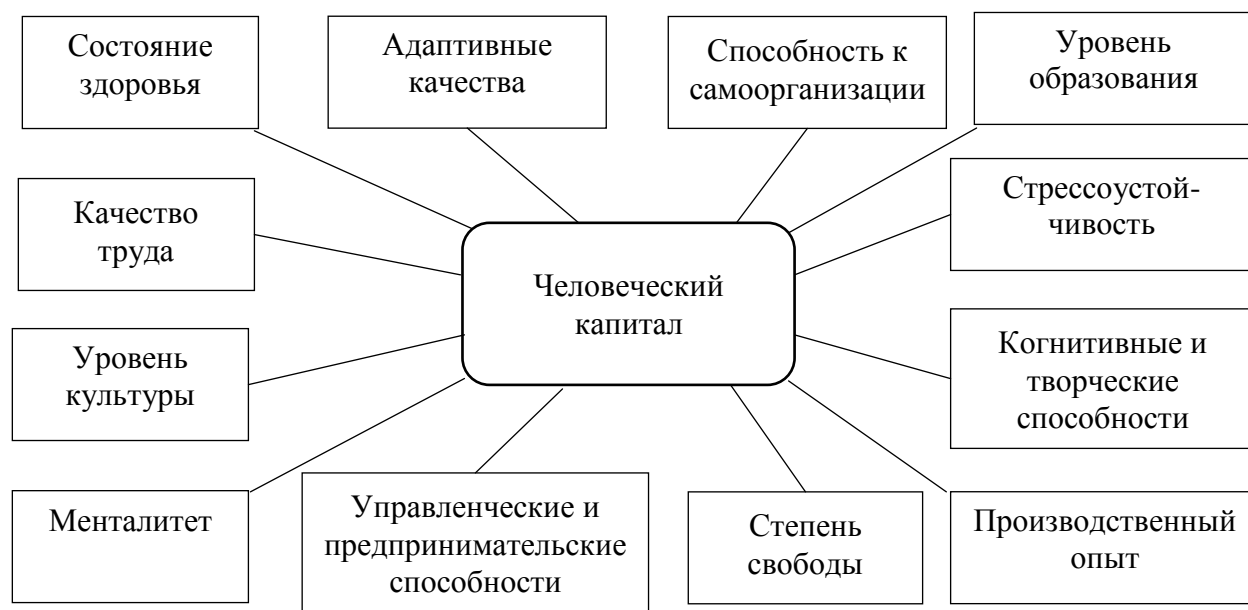 Состояние
здоровья
Адаптивные
качества
Способность к
самоорганизации
Уровень
образования
Качество
труда
Стрессоустой-
чивость
Человеческий
капитал
Уровень
культуры
Когнитивные и
творческие
способности
Менталитет
Управленческие и
предпринимательские
способности
Степень
свободы
Производственный
опыт